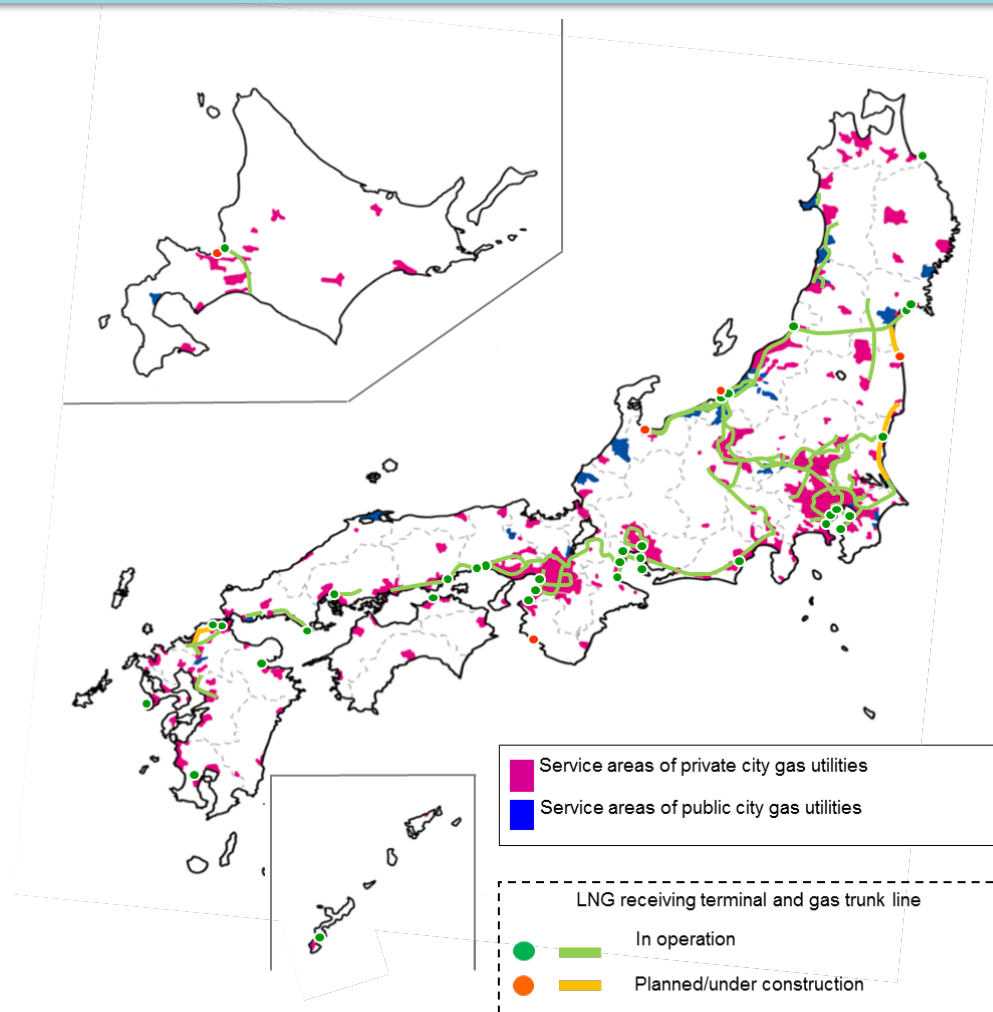 Service areas of private city gas utilities
Service areas of public city gas utilities
LNG receiving terminal and gas trunk line
In operation
Planned/under construction